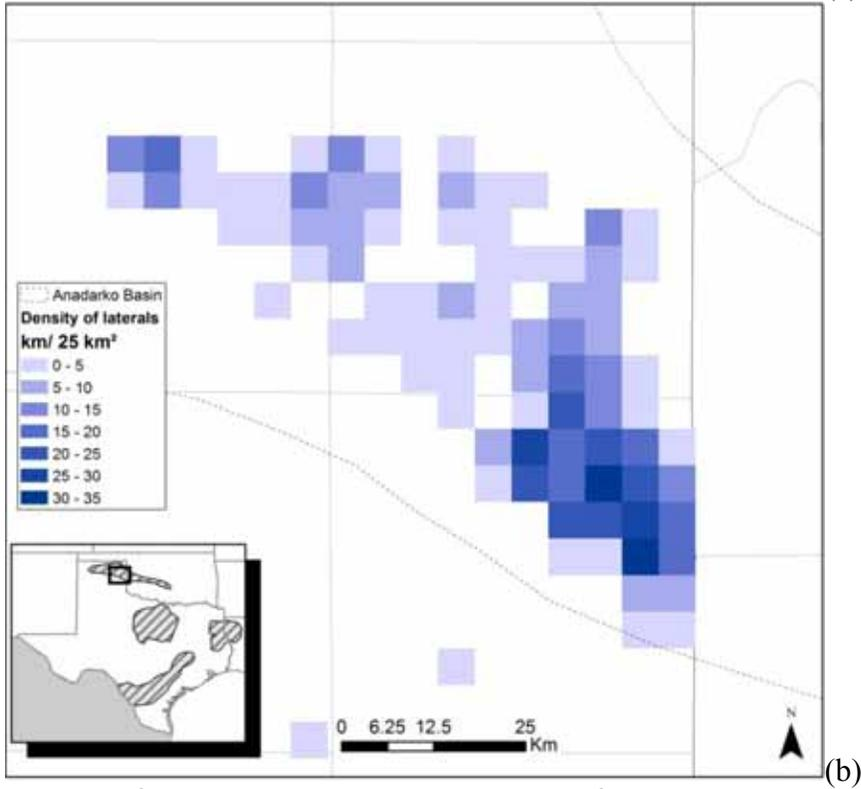 Anadarko Basin
Density of laterals
km/ 25 km²
0 - 5
5 - 10
10 - 15
15 - 20
20 - 25
25 - 30
30 - 35
0 6.25 12.5 25
Km
N
(b)